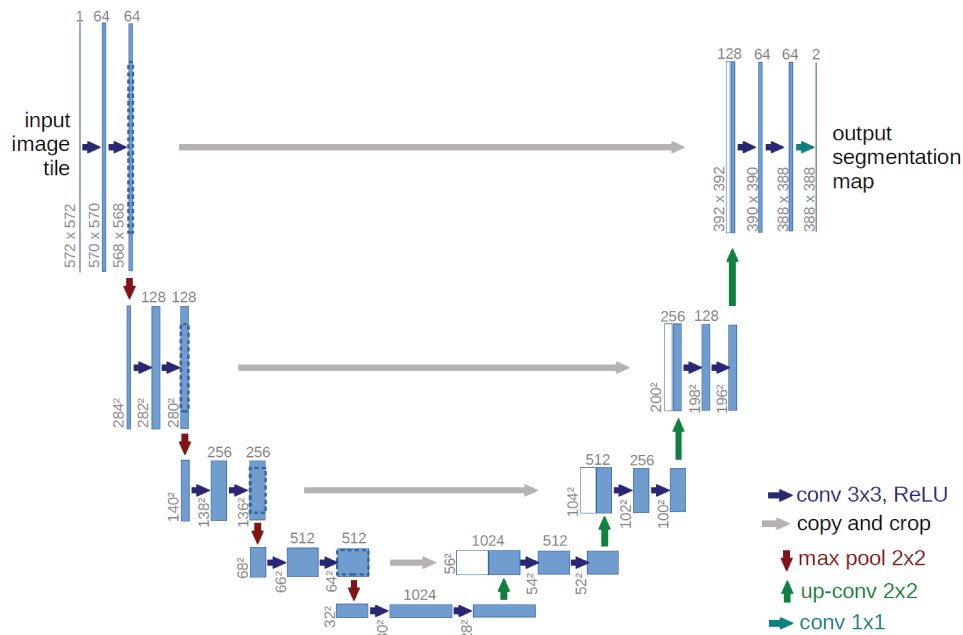 1 64 64
128 64 64 2
input
image
tile
output
segmentation
map
572 x 572
570 x 570
568 x 568
392 x 392
390 x 390
388 x 388
388 x 388
128 128
256 128
284²
282²
280²
200²
198²
196²
256 256
512 256
140²
138²
136²
104²
102²
100²
512 512
1024 512
68²
66²
64²
56²
54²
52²
1024
32²
conv 3x3, ReLU
copy and crop
max pool 2x2
up-conv 2x2
conv 1x1